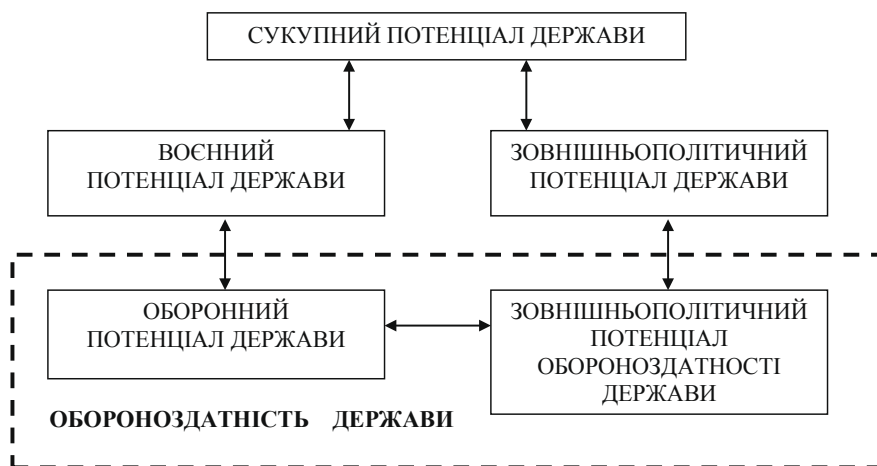 СУКУПНИЙ ПОТЕНЦІАЛ ДЕРЖАВИ
ВОЄННИЙ
ПОТЕНЦІАЛ ДЕРЖАВИ
ЗОВНІШНЬОПОЛІТИЧНИЙ
ПОТЕНЦІАЛ ДЕРЖАВИ
ОБОРОННИЙ
ПОТЕНЦІАЛ ДЕРЖАВИ
ЗОВНІШНЬОПОЛІТИЧНИЙ
ПОТЕНЦІАЛ
ОБОРОНОЗДАТНОСТІ
ДЕРЖАВИ
ОБОРОНОЗДАТНІСТЬ ДЕРЖАВИ